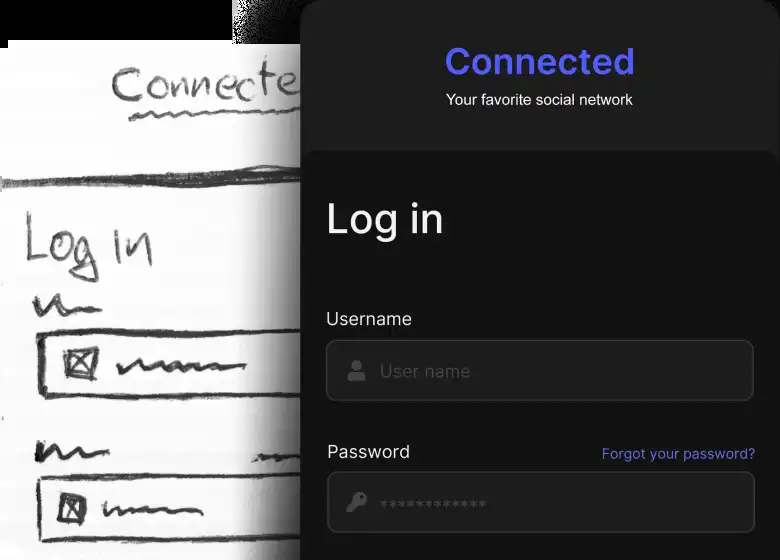 Connecte
Log in
Connected
Your favorite social network
Log in
Username
User name
Password
Forgot your password?
************